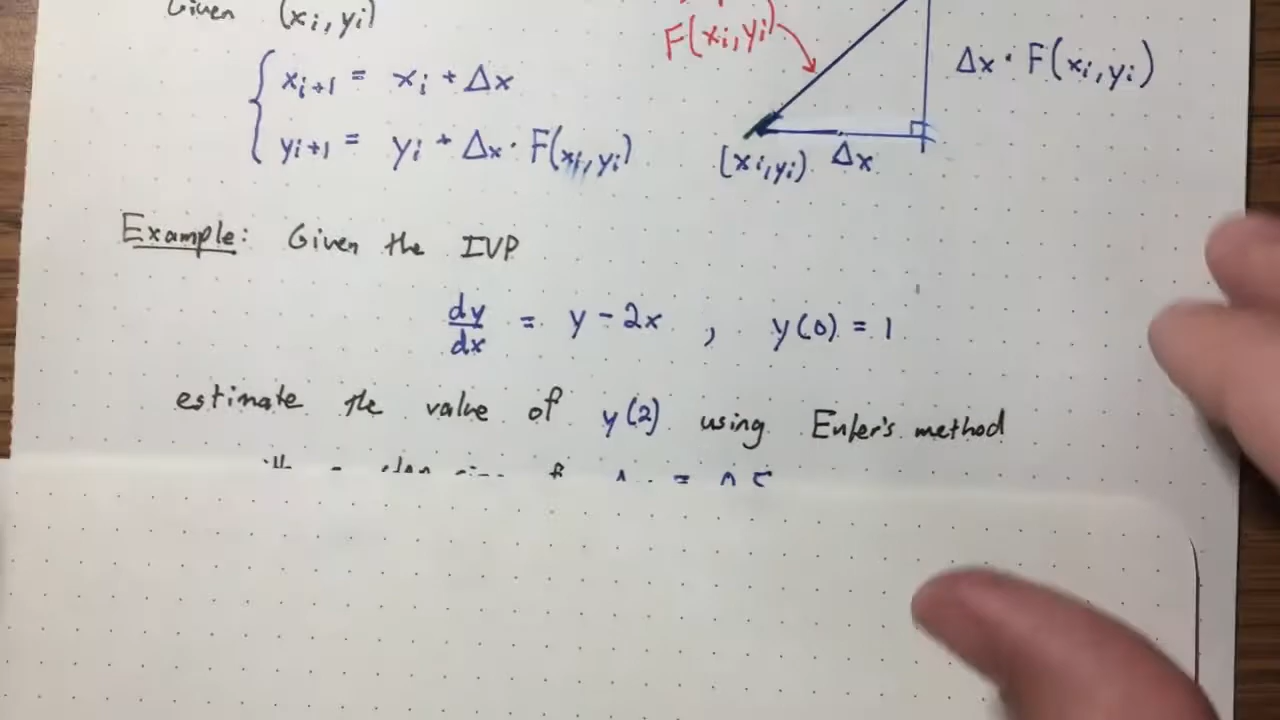 Given (xi, yi)
F(xi, yi)
{ xi+1 = xi + Δx
Δx · F(xi, yi)
yi+1 = yi + Δx · F(xi, yi)
(xi, yi) Δx
Example: Given the IVP
dy/dx = y - 2x , y(0) = 1
estimate the value of y(2) using Euler's method